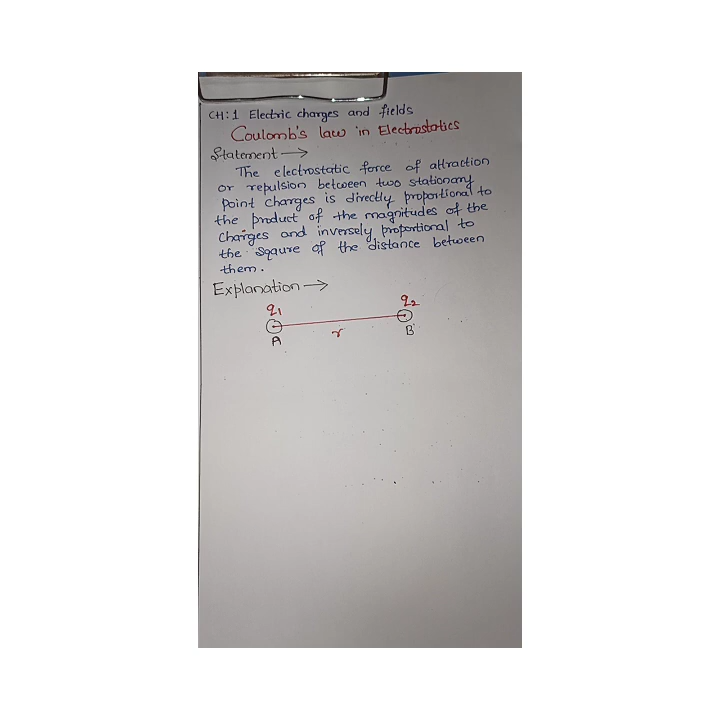 CH:1 Electric charges and fields
Coulomb's law in Electrostatics
Statement →
The electrostatic force of attraction
or repulsion between two stationary
point charges is directly proportional to
the product of the magnitudes of the
charges and inversely proportional to
the sqaure of the distance between
them.
Explanation →
q1 q2
A r B